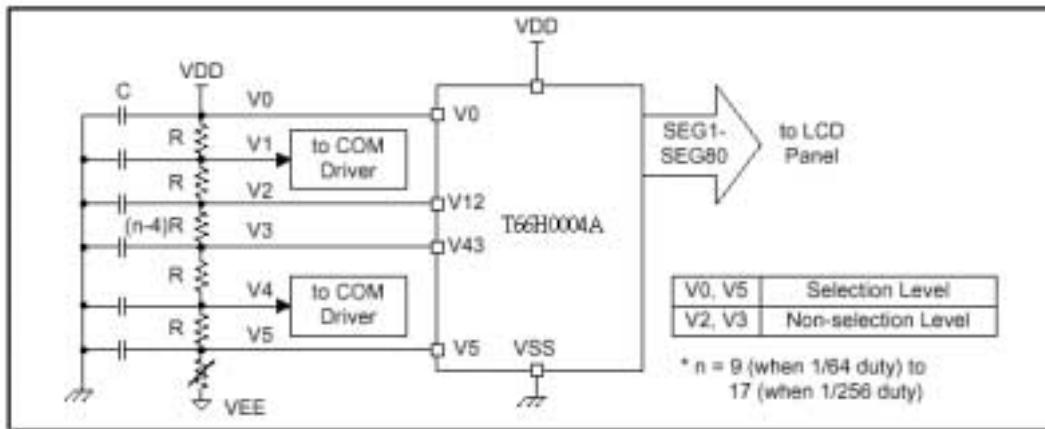 VDD
VDD
C
V0
V0
R
V1
to COM
Driver
SEG1-
SEG80
to LCD
Panel
R
V2
V12
T66H0004A
(n-4)R
V3
V43
R
V4
to COM
Driver
V0, V5 Selection Level
V2, V3 Non-selection Level
R
V5
V5
VSS
* n = 9 (when 1/64 duty) to
17 (when 1/256 duty)
VEE